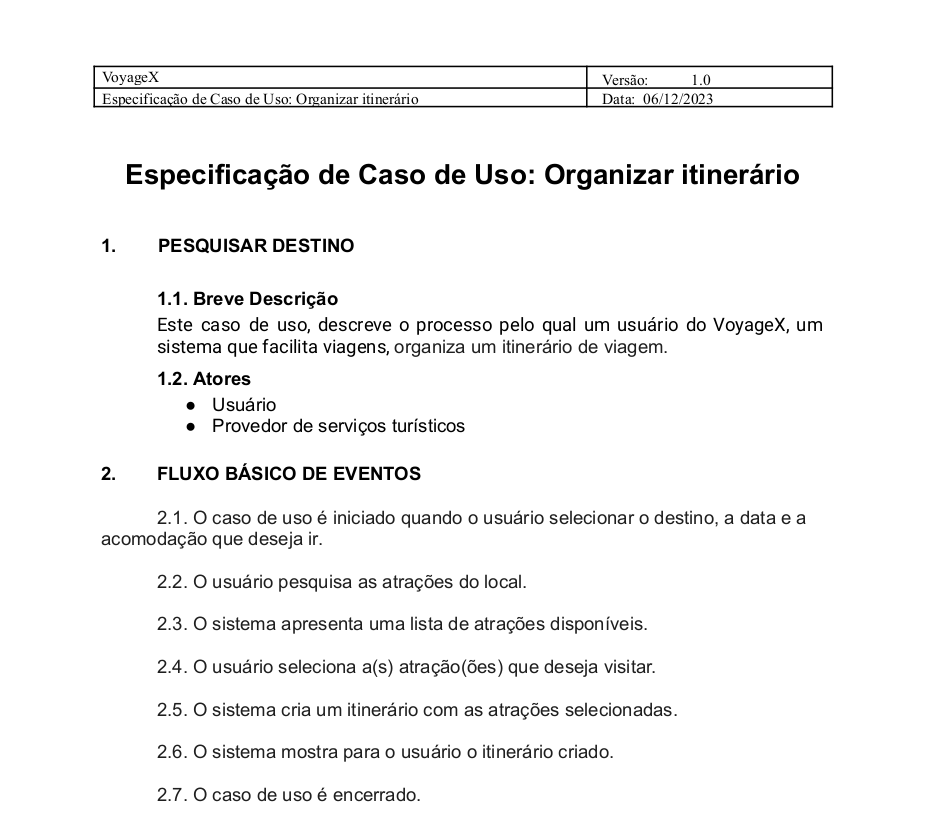 VoyageX
Versão: 1.0
Especificação de Caso de Uso: Organizar itinerário
Data: 06/12/2023
Especificação de Caso de Uso: Organizar itinerário
1. PESQUISAR DESTINO
1.1. Breve Descrição
Este caso de uso, descreve o processo pelo qual um usuário do VoyageX, um
sistema que facilita viagens, organiza um itinerário de viagem.
1.2. Atores
● Usuário
● Provedor de serviços turísticos
2. FLUXO BÁSICO DE EVENTOS
2.1. O caso de uso é iniciado quando o usuário selecionar o destino, a data e a
acomodação que deseja ir.
2.2. O usuário pesquisa as atrações do local.
2.3. O sistema apresenta uma lista de atrações disponíveis.
2.4. O usuário seleciona a(s) atração(ões) que deseja visitar.
2.5. O sistema cria um itinerário com as atrações selecionadas.
2.6. O sistema mostra para o usuário o itinerário criado.
2.7. O caso de uso é encerrado.